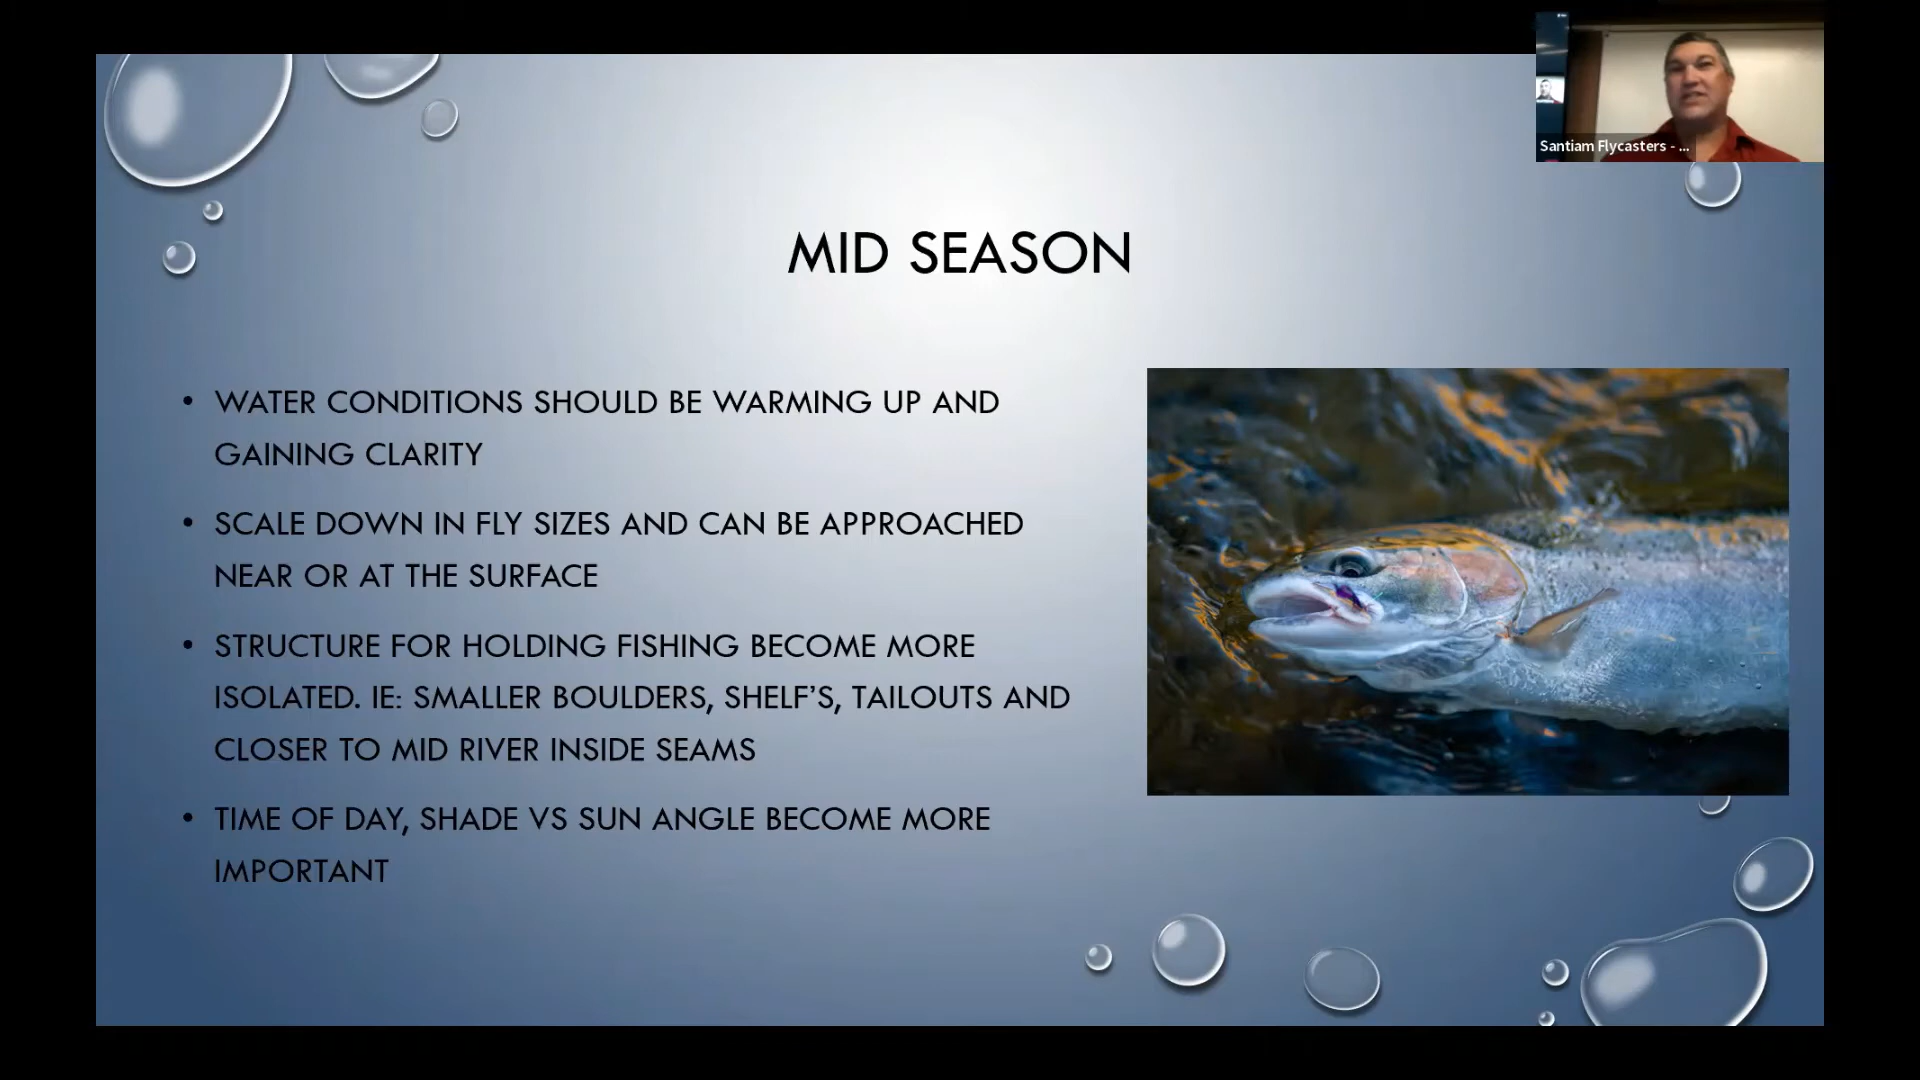 Santiam Flycasters - ...
MID SEASON
• WATER CONDITIONS SHOULD BE WARMING UP AND
GAINING CLARITY
• SCALE DOWN IN FLY SIZES AND CAN BE APPROACHED
NEAR OR AT THE SURFACE
• STRUCTURE FOR HOLDING FISHING BECOME MORE
ISOLATED. IE: SMALLER BOULDERS, SHELF’S, TAILOUTS AND
CLOSER TO MID RIVER INSIDE SEAMS
• TIME OF DAY, SHADE VS SUN ANGLE BECOME MORE
IMPORTANT